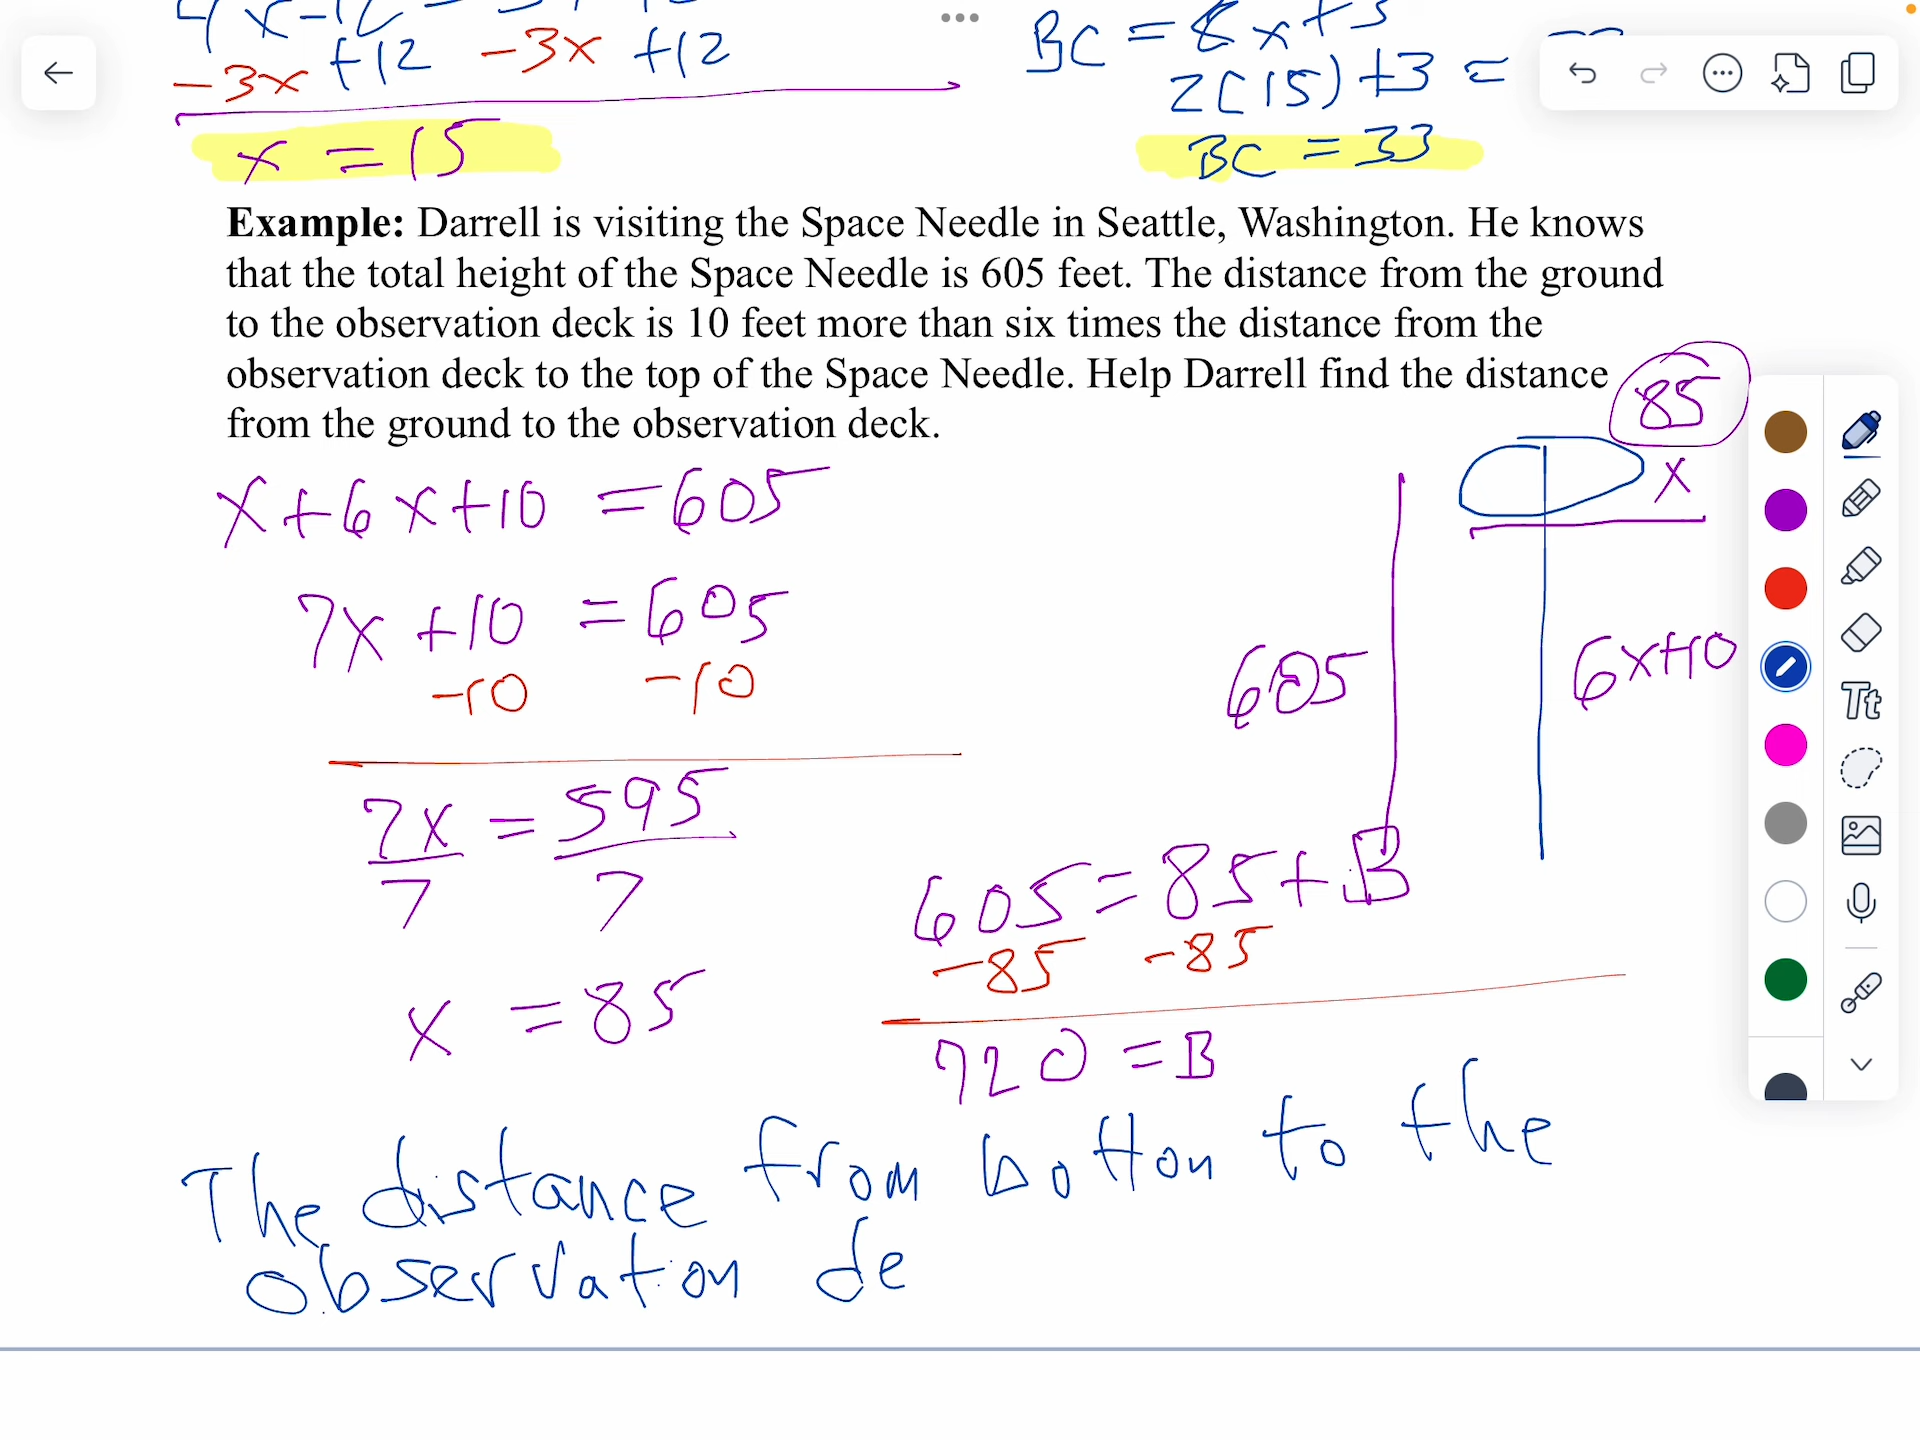 -3x +12 -3x +12
x = 15
BC = 8x+3
2(15) +3 =
BC = 33
Example: Darrell is visiting the Space Needle in Seattle, Washington. He knows
that the total height of the Space Needle is 605 feet. The distance from the ground
to the observation deck is 10 feet more than six times the distance from the
observation deck to the top of the Space Needle. Help Darrell find the distance
from the ground to the observation deck.
85
x
x+6x+10 = 605
7x +10 = 605
-10 -10
605
6x+10
7x = 595
7 7
x = 85
605 = 85 + B
-85 -85
720 = B
The distance from botton to the
observation de
Tt